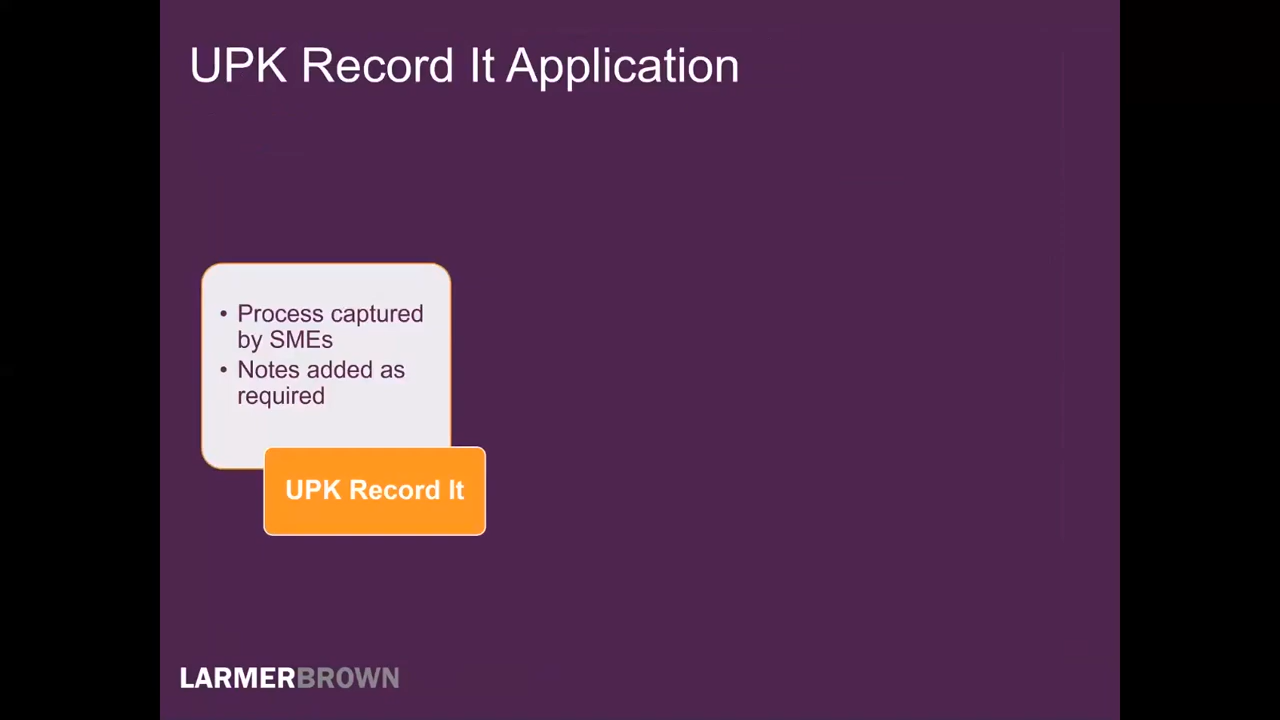 UPK Record It Application
• Process captured
by SMEs
• Notes added as
required
UPK Record It
LARMERBROWN